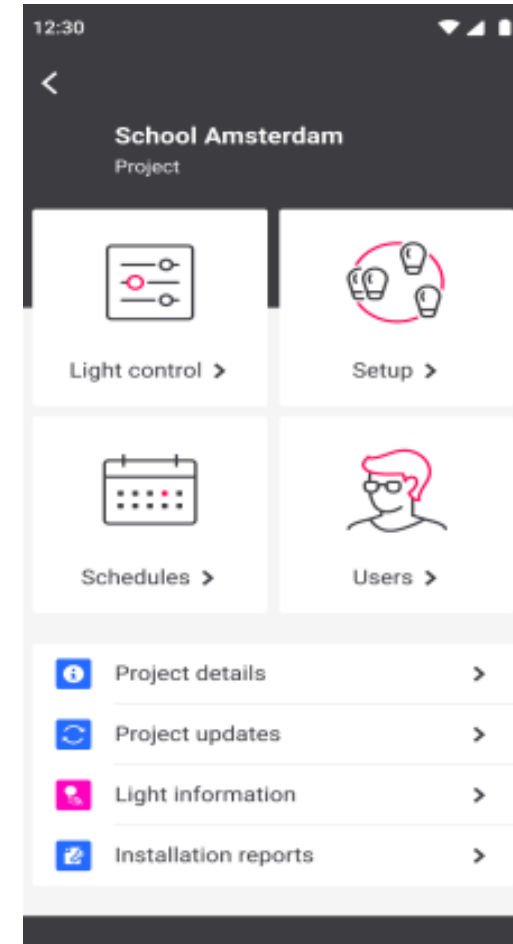 12:30
School Amsterdam
Project
Light control
Setup
Schedules
Users
Project details
Project updates
Light information
Installation reports